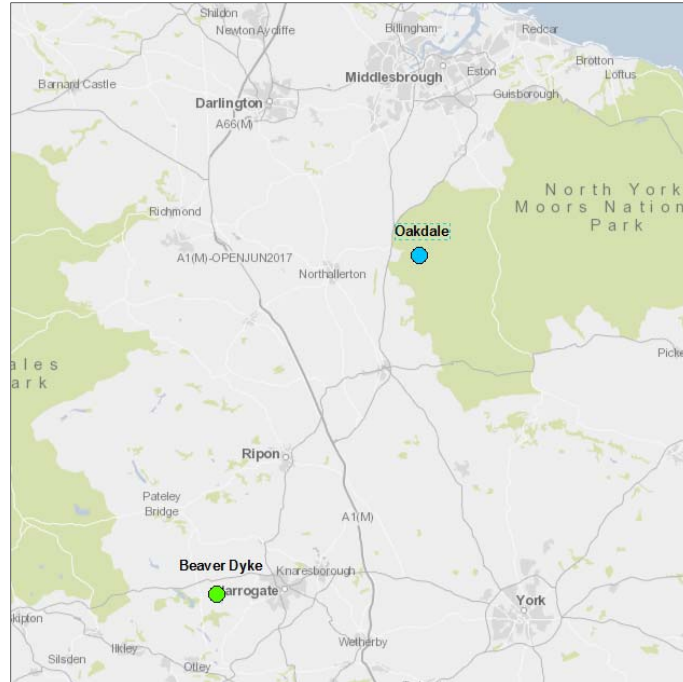 Shildon
Newton Aycliffe
Billingham
Redcar
Middlesbrough
Eston
Brotton
Loftus
Barnard Castle
Darlington
Guisborough
A66(M)
North York
Moors Nation
Park
Richmond
Oakdale
A1(M)-OPENJUN2017
Northallerton
ales
ark
Picke
Ripon
Pateley
Bridge
A1(M)
Beaver Dyke
Knaresborough
arrogate
York
kipton
Ilkley
Wetherby
Silsden
Otley